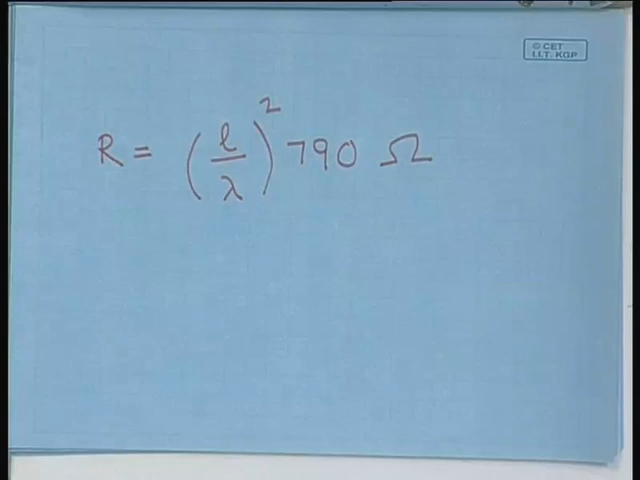 © CET
I.I.T. KGP
R = (l/λ)² 790 Ω